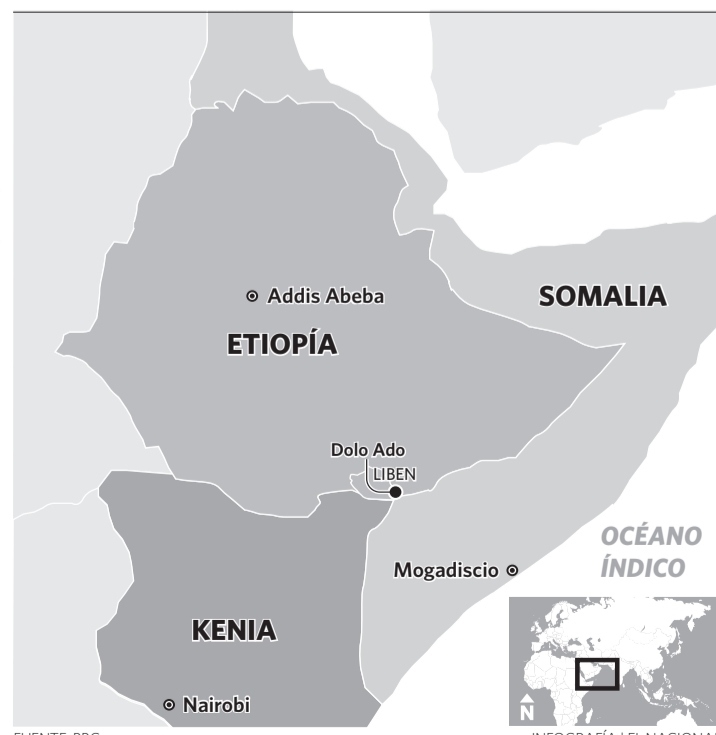 Addis Abeba
SOMALIA
ETIOPÍA
Dolo Ado
LIBEN
OCÉANO
ÍNDICO
Mogadiscio
KENIA
Nairobi
N